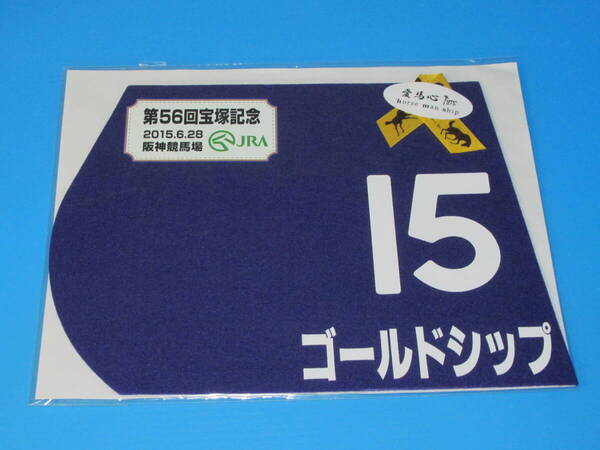 第56回宝塚記念
2015.6.28
阪神競馬場 JRA
愛馬心
horse man ship
15
ゴールドシップ